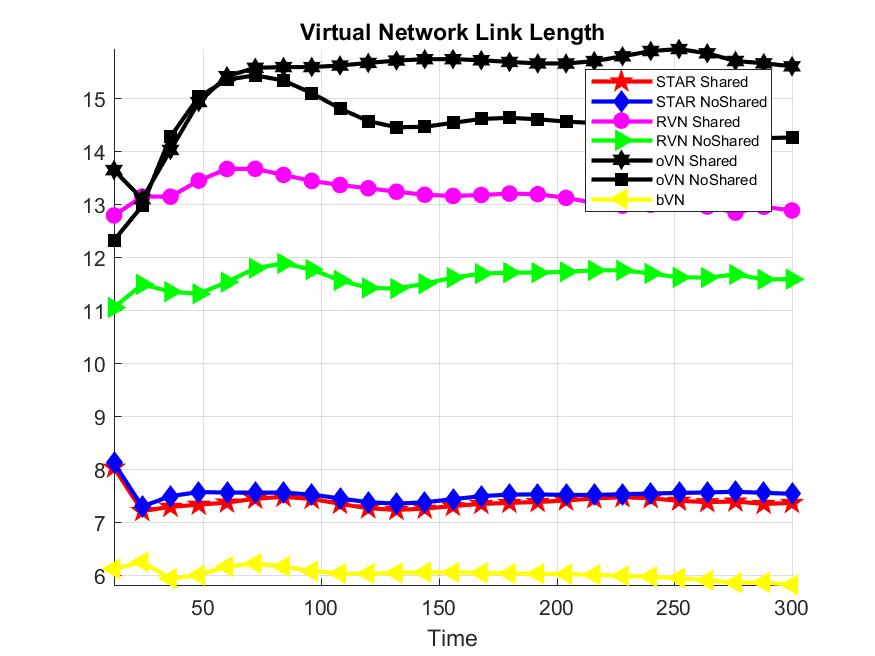 Virtual Network Link Length
STAR Shared
STAR NoShared
RVN Shared
RVN NoShared
oVN Shared
oVN NoShared
bVN
15
14
13
12
11
10
9
8
7
6
50 100 150 200 250 300
Time